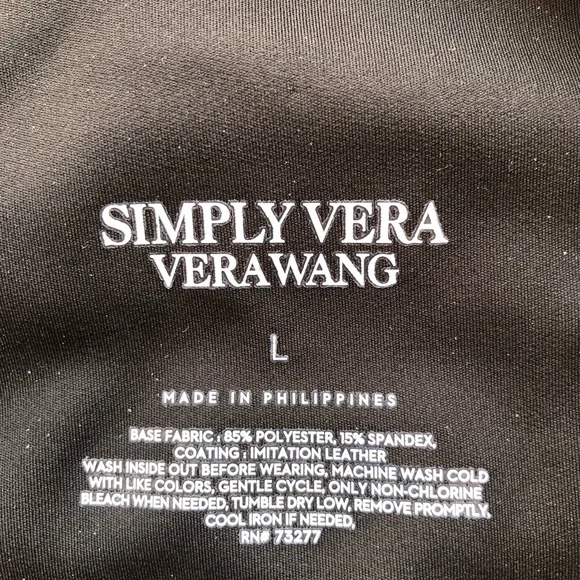 SIMPLY VERA
VERA WANG
L
MADE IN PHILIPPINES
BASE FABRIC : 85% POLYESTER, 15% SPANDEX,
COATING : IMITATION LEATHER
WASH INSIDE OUT BEFORE WEARING, MACHINE WASH COLD
WITH LIKE COLORS, GENTLE CYCLE, ONLY NON-CHLORINE
BLEACH WHEN NEEDED, TUMBLE DRY LOW, REMOVE PROMPTLY,
COOL IRON IF NEEDED,
RN# 73277